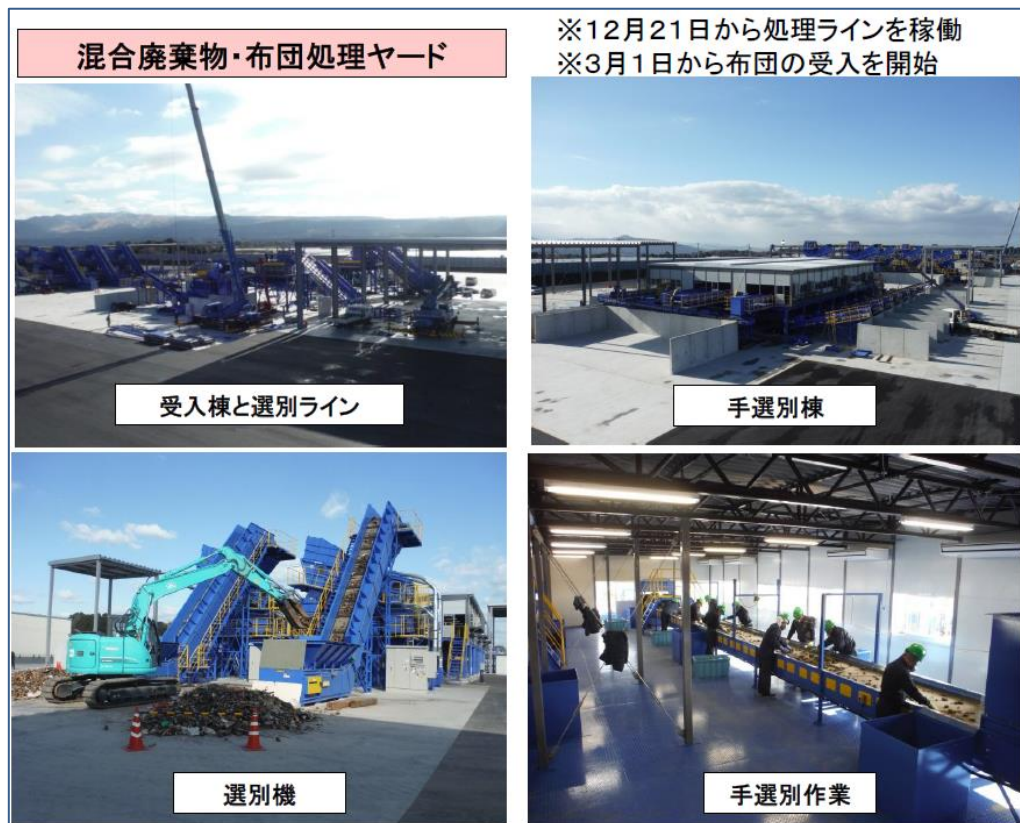 混合廃棄物・布団処理ヤード
※12月21日から処理ラインを稼働
※3月1日から布団の受入を開始
受入棟と選別ライン
手選別棟
選別機
手選別作業